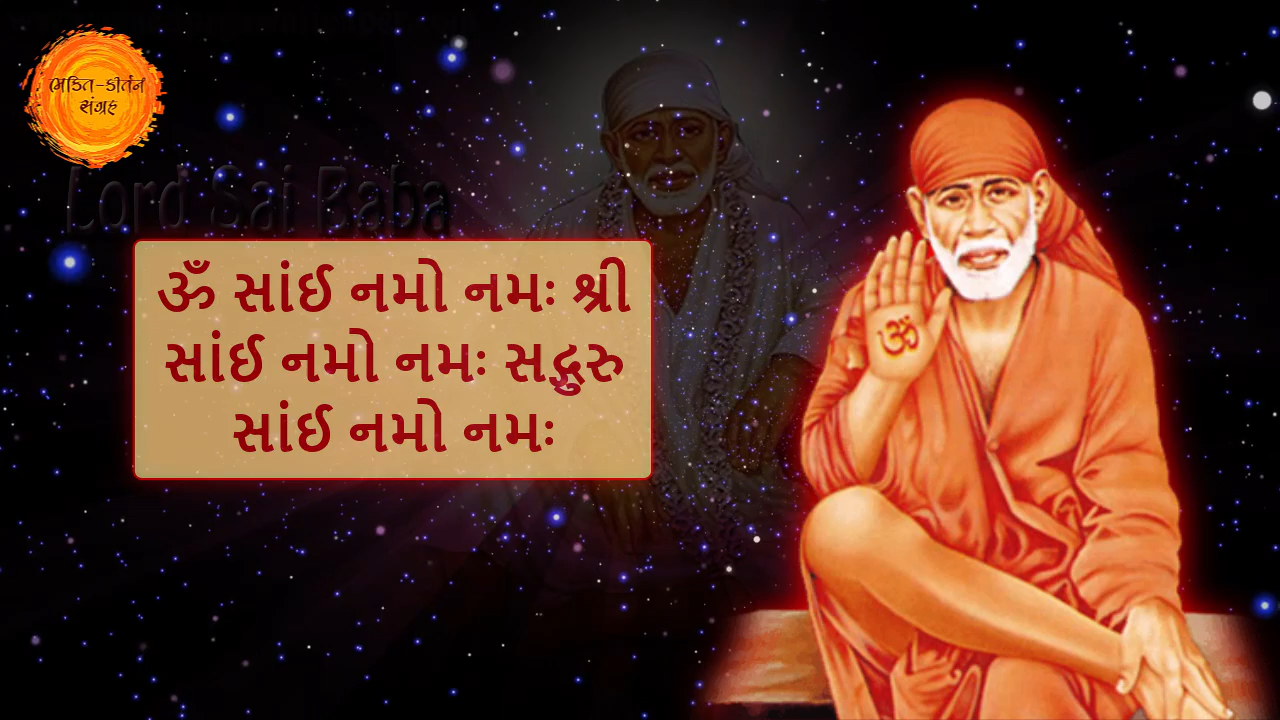 ભક્તિ-કીર્તન
સંગ્રહ
Lord Sai Baba
ૐ સાંઈ નમો નમઃ શ્રી
સાંઈ નમો નમઃ સદ્ગુરુ
સાંઈ નમો નમઃ
ૐ